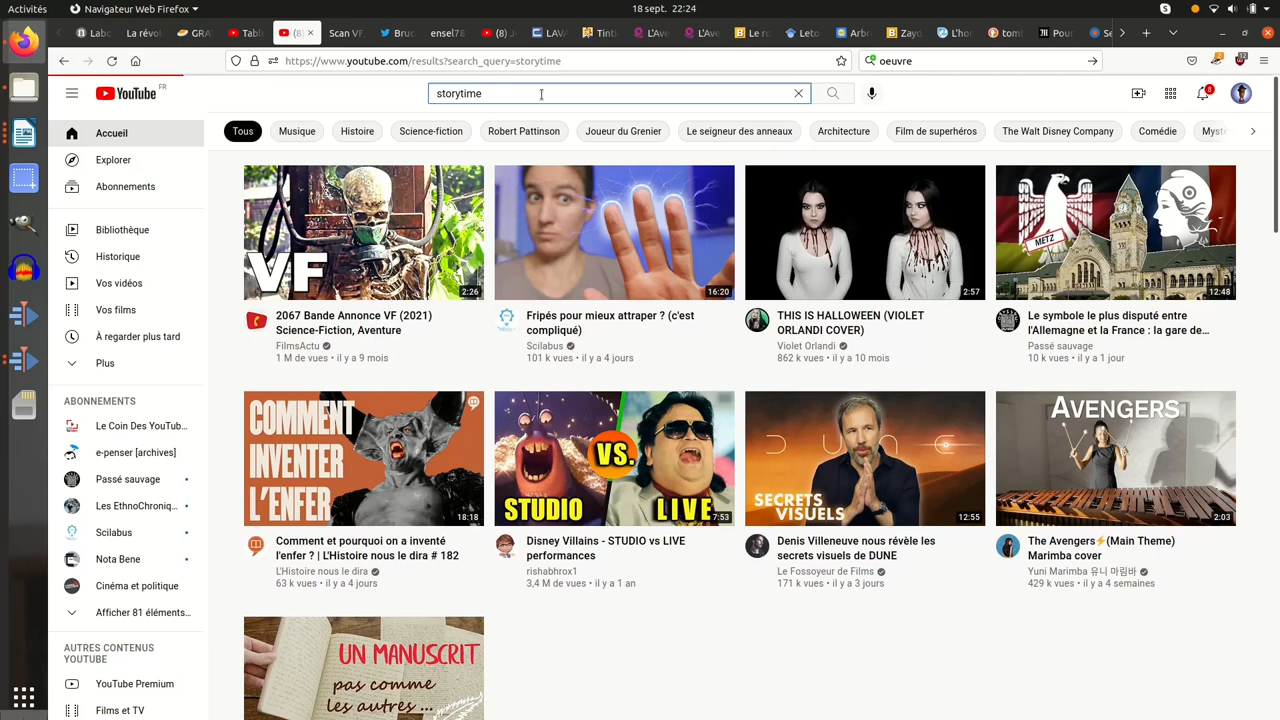 Activités
Navigateur Web Firefox
18 sept. 22:24
Labo
La révol
GRA
Table
(8)
Scan VF
Bruc
ensel78
(8) J
LAVA
Tinti
L'Ave
L'Ave
Le ro
Leto
Arbr
Zayd
L'ho
toml
Pour
Se
https://www.youtube.com/results?search_query=storytime
oeuvre
YouTube FR
storytime
8
Accueil
Explorer
Abonnements
Bibliothèque
Historique
Vos vidéos
Vos films
À regarder plus tard
Plus
ABONNEMENTS
Le Coin Des YouTub...
e-penser [archives]
Passé sauvage
Les EthnoChroniq...
Scilabus
Nota Bene
Cinéma et politique
Afficher 81 éléments...
AUTRES CONTENUS
YOUTUBE
YouTube Premium
Films et TV
Tous
Musique
Histoire
Science-fiction
Robert Pattinson
Joueur du Grenier
Le seigneur des anneaux
Architecture
Film de superhéros
The Walt Disney Company
Comédie
Myst
VF
2:26
2067 Bande Annonce VF (2021)
Science-Fiction, Aventure
FilmsActu
1 M de vues • il y a 9 mois
16:20
Fripés pour mieux attraper ? (c'est
compliqué)
Scilabus
101 k vues • il y a 4 jours
2:57
THIS IS HALLOWEEN (VIOLET
ORLANDI COVER)
Violet Orlandi
862 k vues • il y a 10 mois
METZ
12:48
Le symbole le plus disputé entre
l'Allemagne et la France : la gare de...
Passé sauvage
10 k vues • il y a 1 jour
COMMENT
INVENTER
L'ENFER
18:18
Comment et pourquoi on a inventé
l'enfer ? | L'Histoire nous le dira # 182
L'Histoire nous le dira
63 k vues • il y a 4 jours
VS.
STUDIO
LIVE
7:53
Disney Villains - STUDIO vs LIVE
performances
rishabhrox1
3,4 M de vues • il y a 1 an
DUNE
SECRETS
VISUELS
12:55
Denis Villeneuve nous révèle les
secrets visuels de DUNE
Le Fossoyeur de Films
171 k vues • il y a 3 jours
AVENGERS
2:03
The Avengers⚡(Main Theme)
Marimba cover
Yuni Marimba 유니 마림바
429 k vues • il y a 4 semaines
UN MANUSCRIT
pas comme
les autres ...